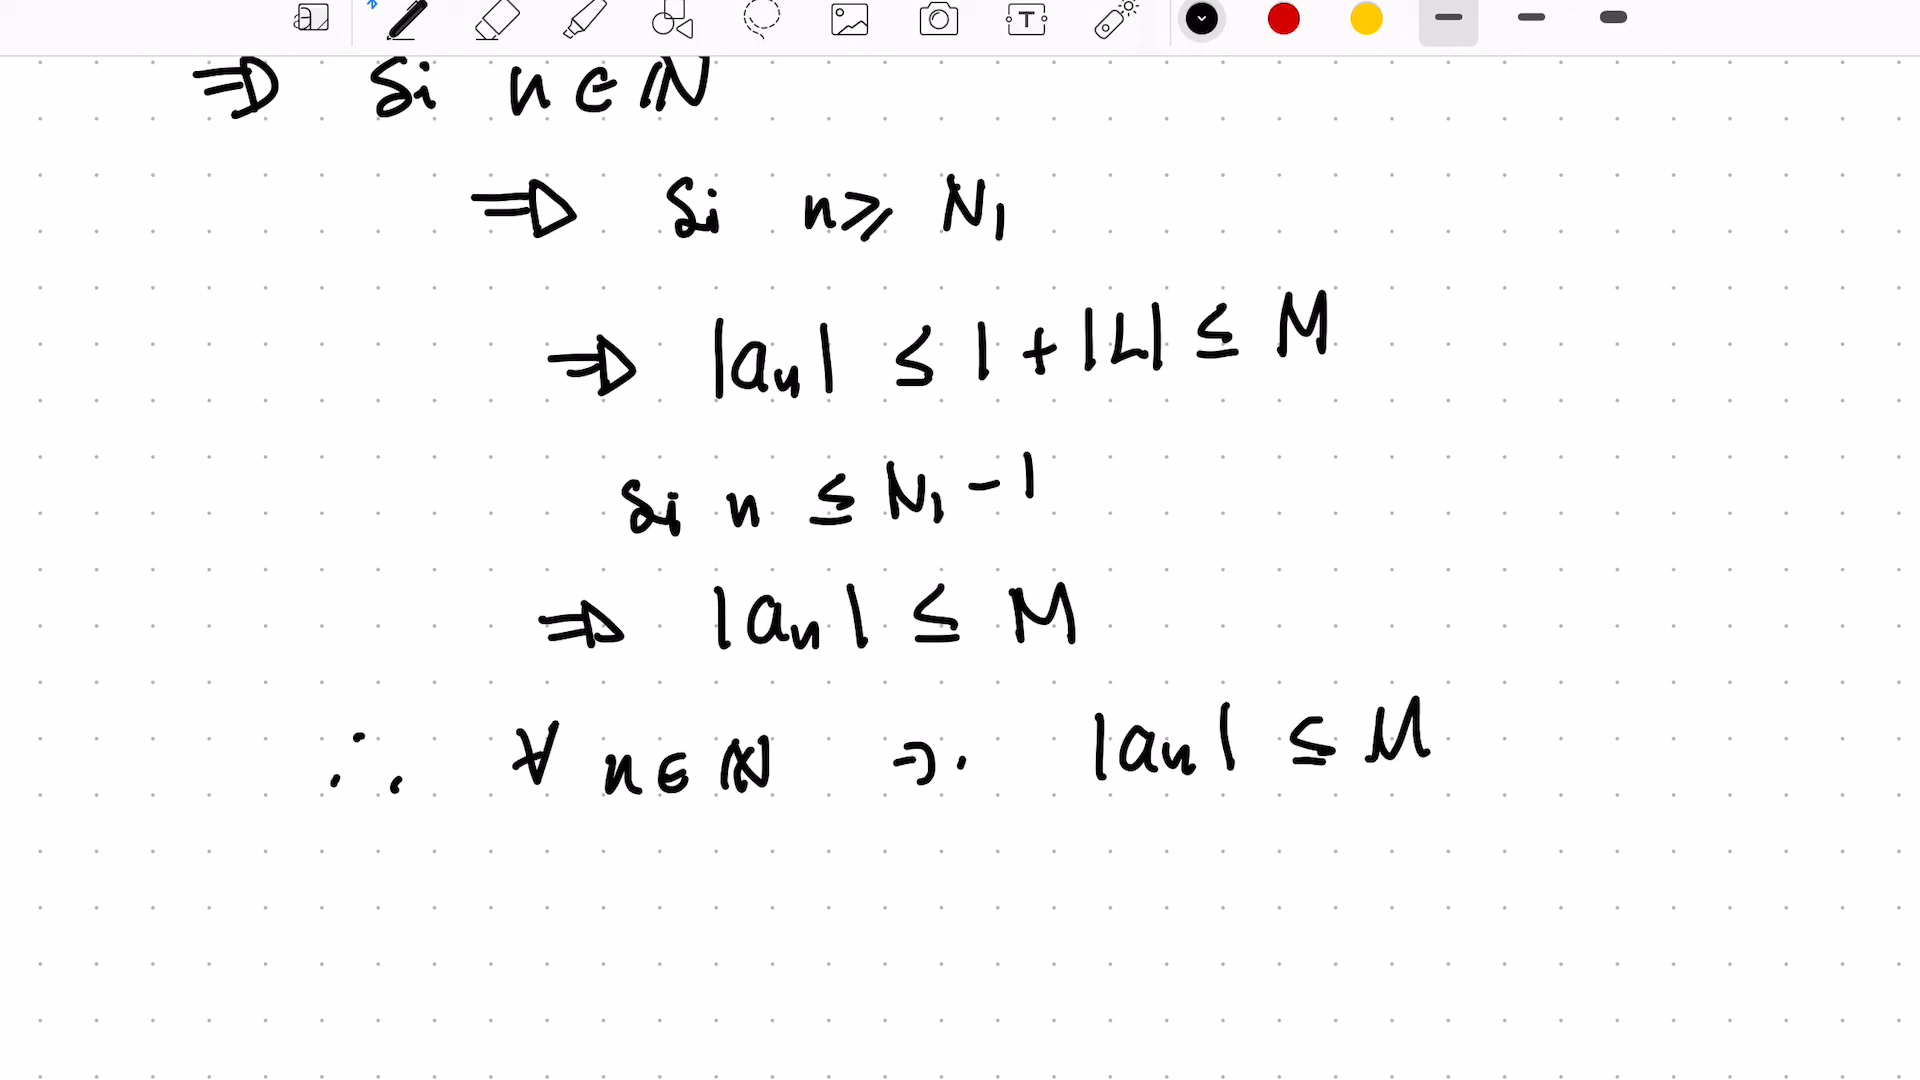 ⇒ Si n ∈ ℕ
⇒ Si n ≥ N₁
⇒ |aₙ| ≤ 1 + |L| ≤ M
Si n ≤ N₁ - 1
⇒ |aₙ| ≤ M
∴ ∀ n ∈ ℕ ⇒ |aₙ| ≤ M